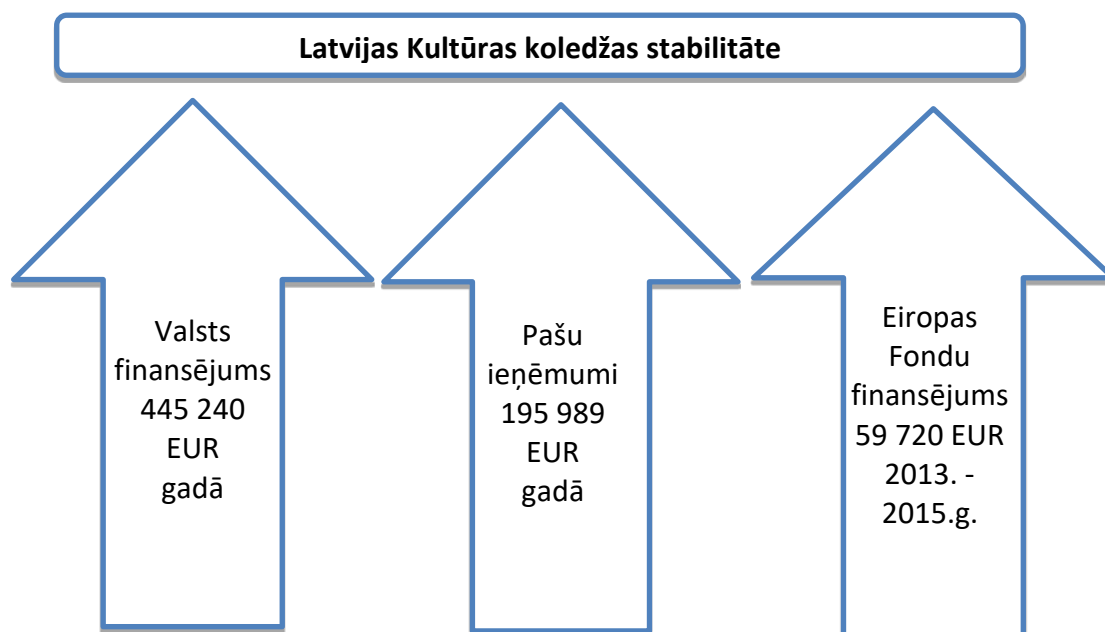 Latvijas Kultūras koledžas stabilitāte
Valsts
finansējums
445 240
EUR
gadā
Pašu
ieņēmumi
195 989
EUR
gadā
Eiropas
Fondu
finansējums
59 720 EUR
2013. -
2015.g.